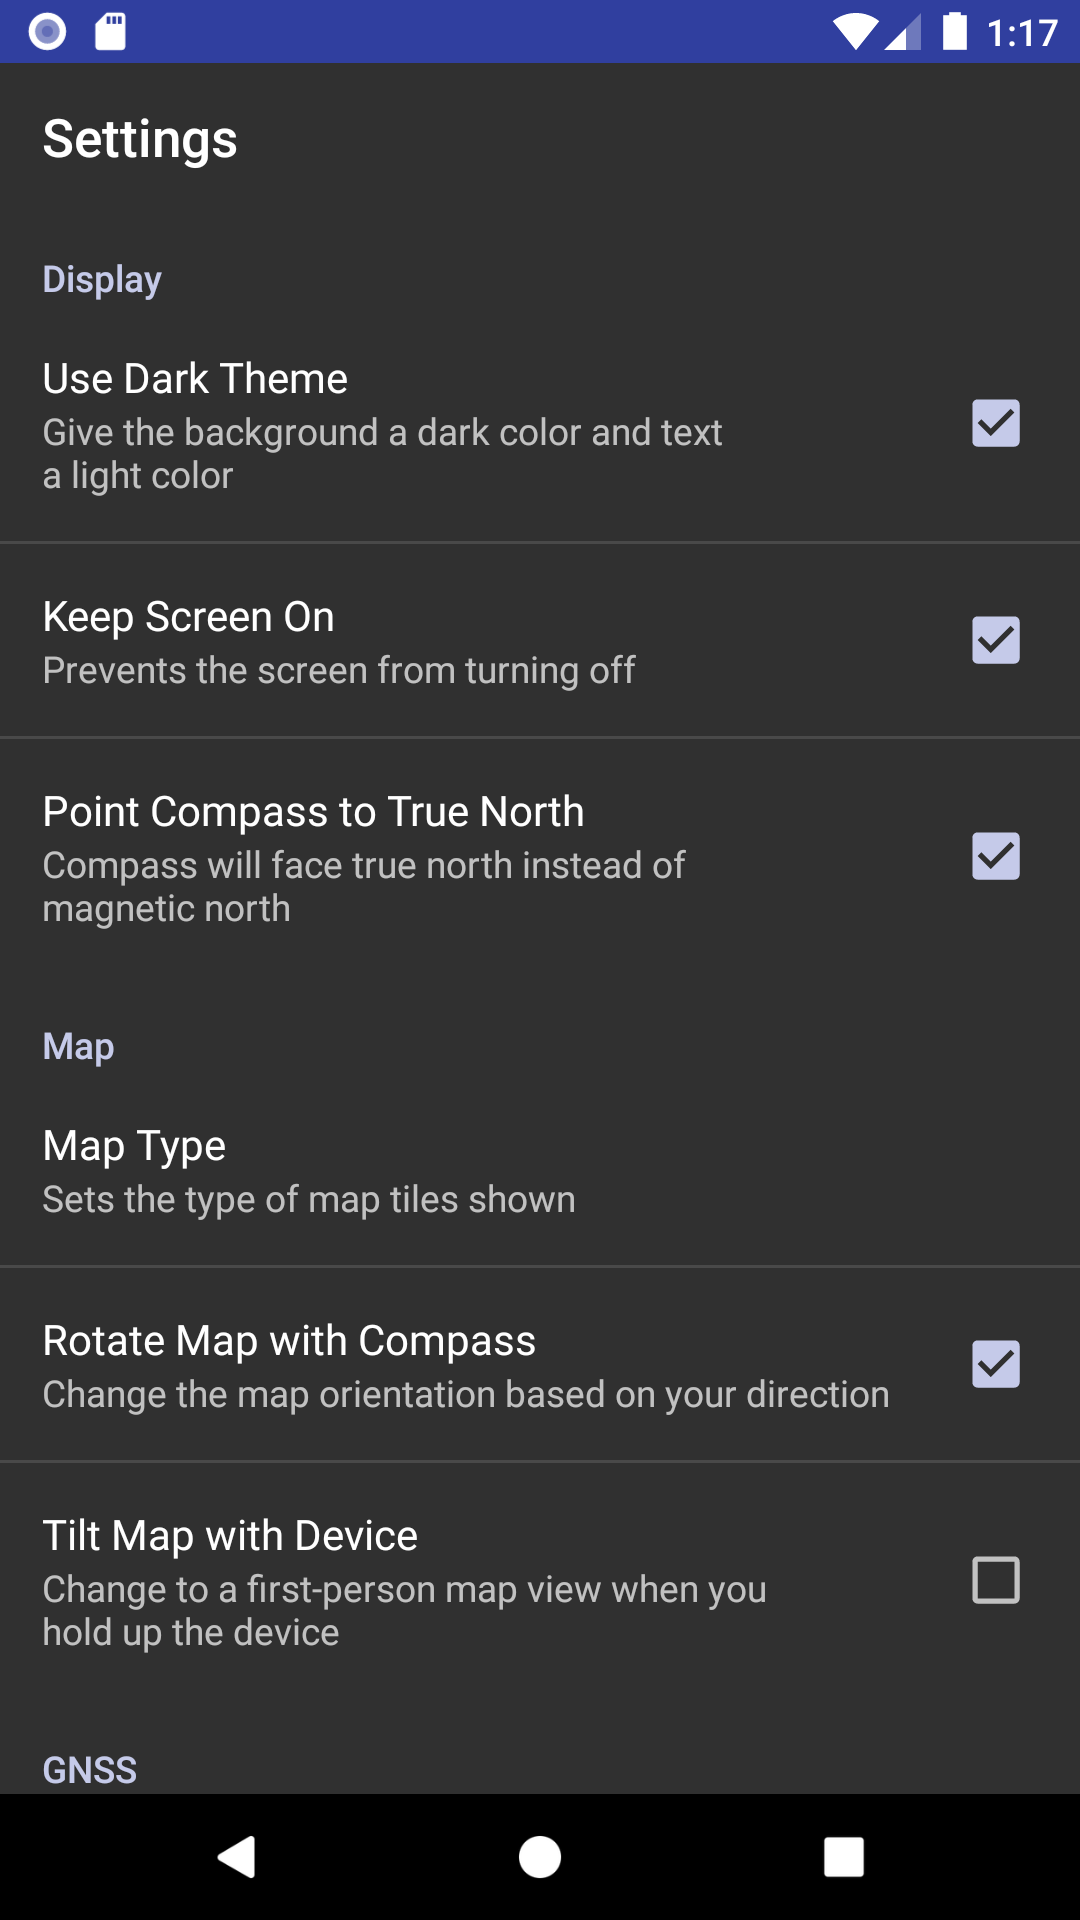 1:17
Settings
Display
Use Dark Theme
Give the background a dark color and text
a light color
Keep Screen On
Prevents the screen from turning off
Point Compass to True North
Compass will face true north instead of
magnetic north
Map
Map Type
Sets the type of map tiles shown
Rotate Map with Compass
Change the map orientation based on your direction
Tilt Map with Device
Change to a first-person map view when you
hold up the device
GNSS